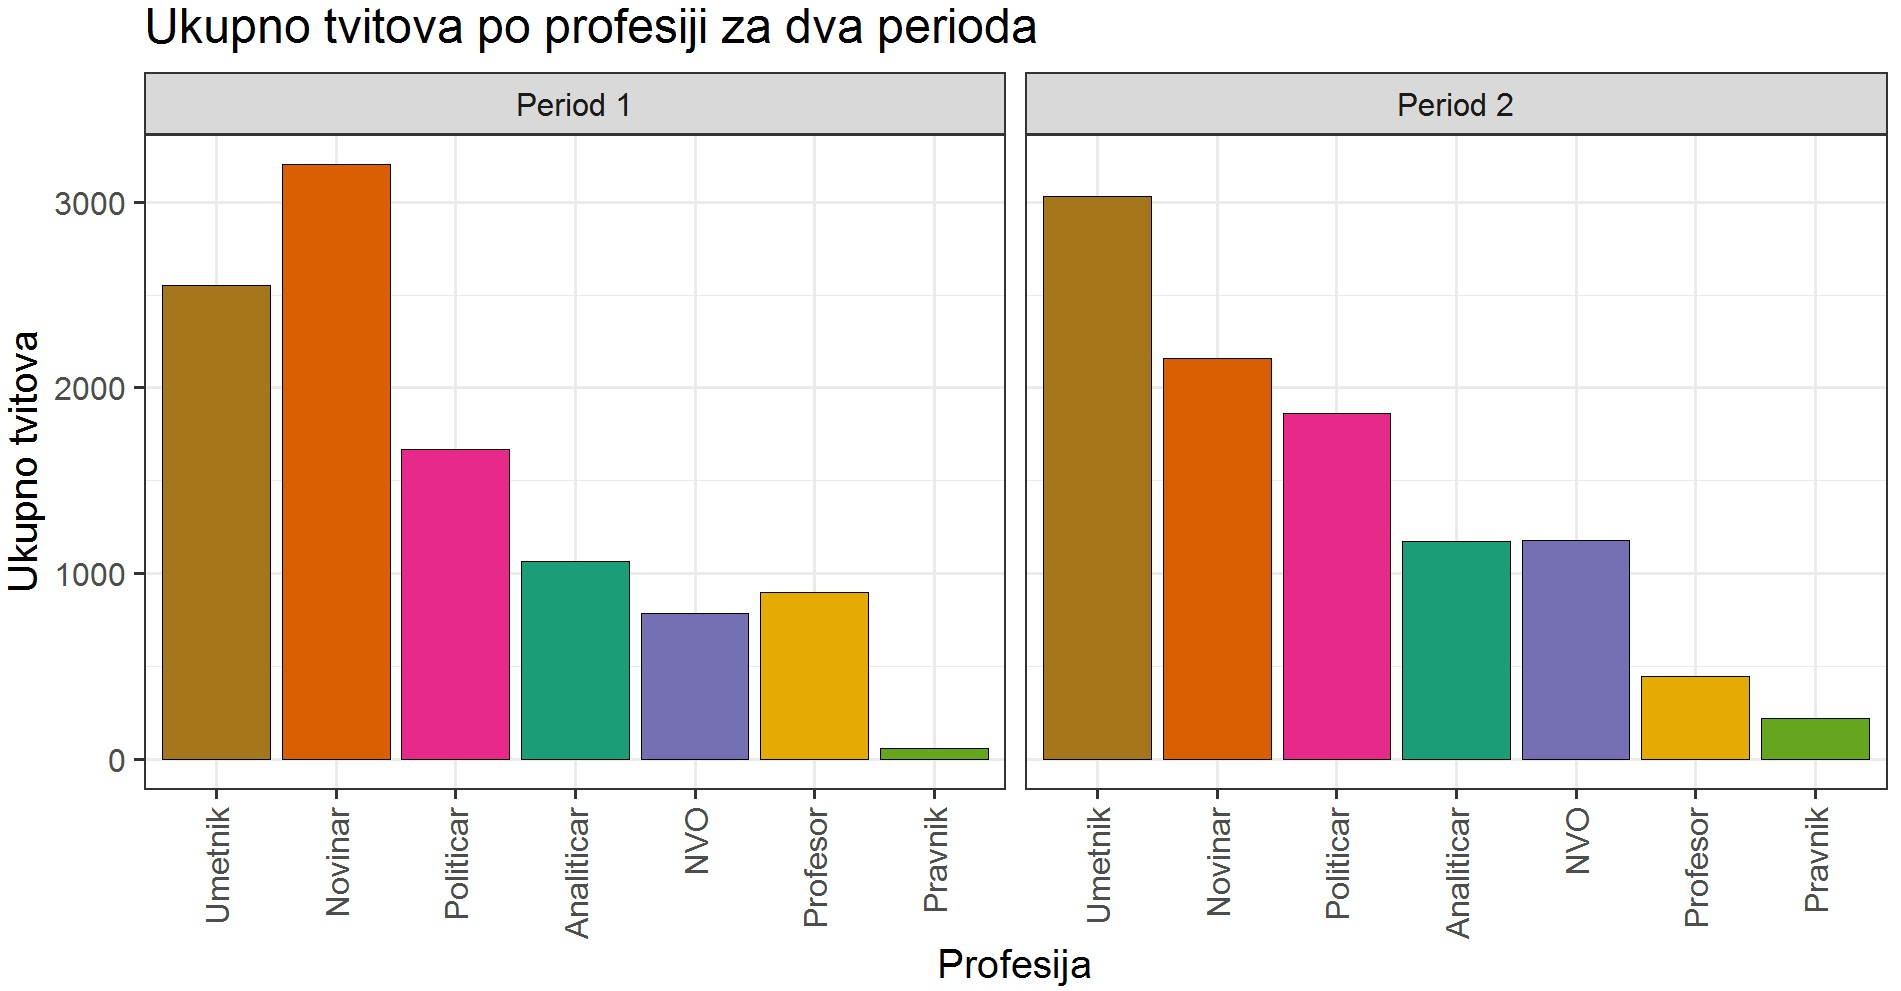 Ukupno tvitova po profesiji za dva perioda
Period 1
Period 2
Ukupno tvitova
3000
2000
1000
0
Umetnik
Novinar
Politicar
Analiticar
NVO
Profesor
Pravnik
Umetnik
Novinar
Politicar
Analiticar
NVO
Profesor
Pravnik
Profesija